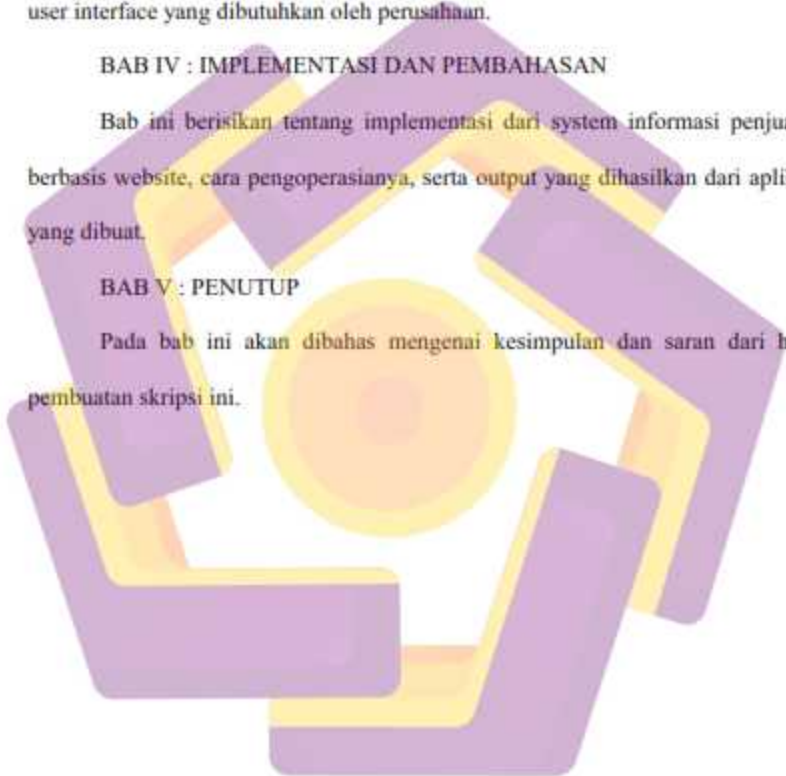 user interface yang dibutuhkan oleh perusahaan.
BAB IV : IMPLEMENTASI DAN PEMBAHASAN
Bab ini berisikan tentang implementasi dari system informasi penjua
berbasis website, cara pengoperasianya, serta output yang dihasilkan dari apli
yang dibuat.
BAB V : PENUTUP
Pada bab ini akan dibahas mengenai kesimpulan dan saran dari h
pembuatan skripsi ini.